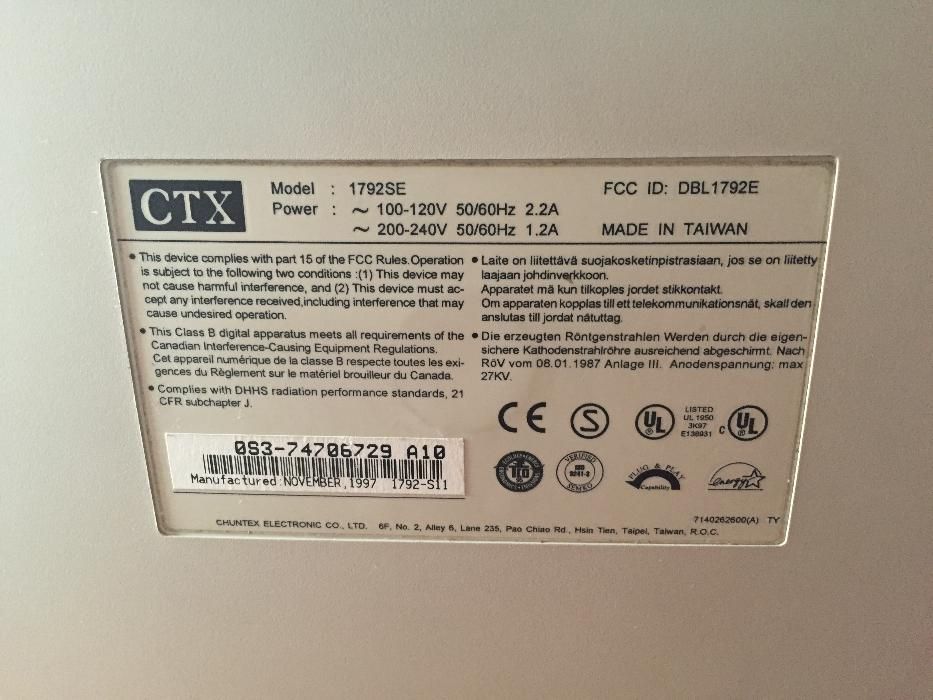 CTX
Model : 1792SE
Power : ~ 100-120V 50/60Hz 2.2A
~ 200-240V 50/60Hz 1.2A
FCC ID: DBL1792E
MADE IN TAIWAN
• This device complies with part 15 of the FCC Rules.Operation
is subject to the following two conditions :(1) This device may
not cause harmful interference, and (2) This device must ac-
cept any interference received,including interference that may
cause undesired operation.
• This Class B digital apparatus meets all requirements of the
Canadian Interference-Causing Equipment Regulations.
Cet appareil numérique de la classe B respecte toutes les exi-
gences du Règlement sur le matériel brouilleur du Canada.
• Complies with DHHS radiation performance standards, 21
CFR subchapter J.
• Laite on liitettävä suojakosketinpistrasiaan, jos se on liitetty
laajaan johdinverkkoon.
Apparatet må kun tilkoples jordet stikkontakt.
Om apparaten kopplas till ett telekommunikationsnät, skall den
anslutas till jordat nätuttag.
• Die erzeugten Röntgenstrahlen Werden durch die eigen-
sichere Kathodenstrahlröhre ausreichend abgeschirmt. Nach
RöV vom 08.01.1987 Anlage III. Anodenspannung: max
27KV.
CE
S
UL
LISTED
UL 1950
3K97
E138931
c UL
0S3-74706729 A10
Manufactured:NOVEMBER,1997 1792-S11
VERIFIED
ISO
9241-3
SEMKO
PLUG & PLAY
Capability
energy
7140262600(A) TY
CHUNTEX ELECTRONIC CO., LTD. 6F, No. 2, Alley 6, Lane 235, Pao Chiao Rd., Hsin Tien, Taipei, Taiwan, R.O.C.